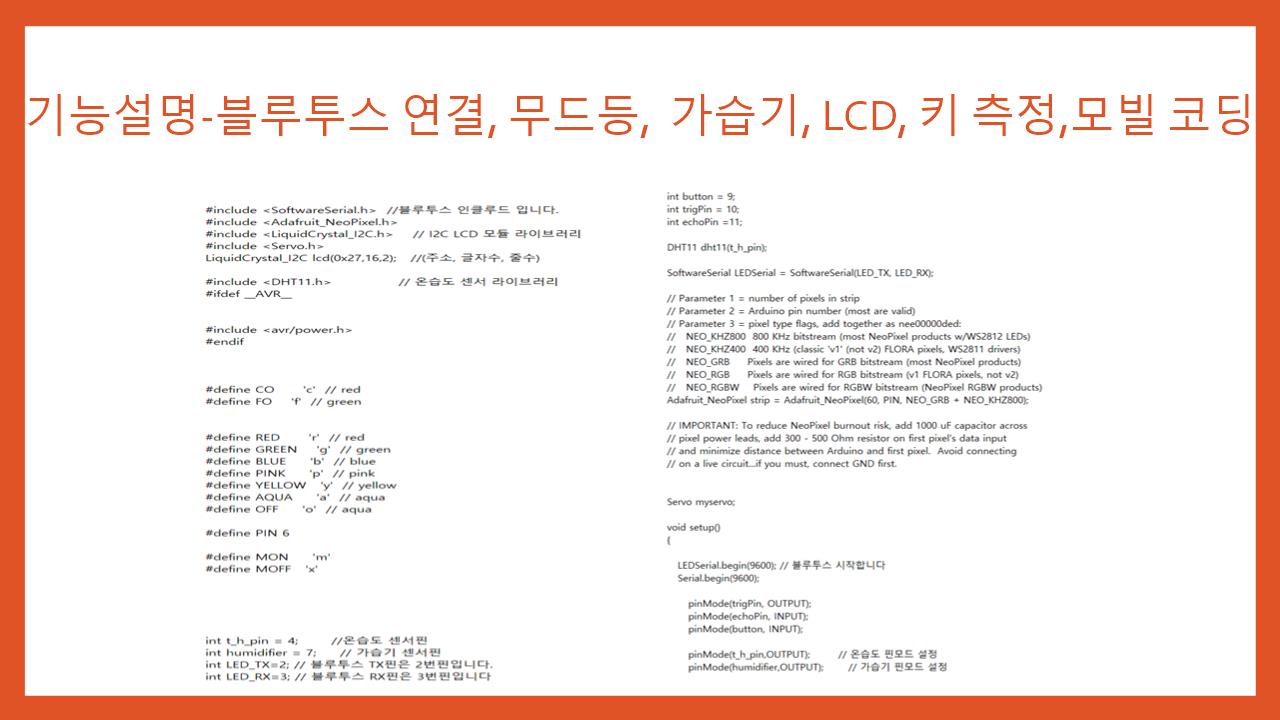 기능설명-블루투스 연결, 무드등, 가습기, LCD, 키 측정,모빌 코딩
#include <SoftwareSerial.h> //블루투스 인클루드 입니다.
#include <Adafruit_NeoPixel.h>
#include <LiquidCrystal_I2C.h> // I2C LCD 모듈 라이브러리
#include <Servo.h>
LiquidCrystal_I2C lcd(0x27,16,2); //(주소, 글자수, 줄수)
#include <DHT11.h> // 온습도 센서 라이브러리
#ifdef __AVR__
#include <avr/power.h>
#endif
#define CO 'c' // red
#define FO 'f' // green
#define RED 'r' // red
#define GREEN 'g' // green
#define BLUE 'b' // blue
#define PINK 'p' // pink
#define YELLOW 'y' // yellow
#define AQUA 'a' // aqua
#define OFF 'o' // aqua
#define PIN 6
#define MON 'm'
#define MOFF 'x'
int t_h_pin = 4; //온습도 센서핀
int humidifier = 7; // 가습기 센서핀
int LED_TX=2; // 블루투스 TX핀은 2번핀입니다.
int LED_RX=3; // 블루투스 RX핀은 3번핀입니다
int button = 9;
int trigPin = 10;
int echoPin =11;
DHT11 dht11(t_h_pin);
SoftwareSerial LEDSerial = SoftwareSerial(LED_TX, LED_RX);
// Parameter 1 = number of pixels in strip
// Parameter 2 = Arduino pin number (most are valid)
// Parameter 3 = pixel type flags, add together as nee00000ded:
// NEO_KHZ800 800 KHz bitstream (most NeoPixel products w/WS2812 LEDs)
// NEO_KHZ400 400 KHz (classic 'v1' (not v2) FLORA pixels, WS2811 drivers)
// NEO_GRB Pixels are wired for GRB bitstream (most NeoPixel products)
// NEO_RGB Pixels are wired for RGB bitstream (v1 FLORA pixels, not v2)
// NEO_RGBW Pixels are wired for RGBW bitstream (NeoPixel RGBW products)
Adafruit_NeoPixel strip = Adafruit_NeoPixel(60, PIN, NEO_GRB + NEO_KHZ800);
// IMPORTANT: To reduce NeoPixel burnout risk, add 1000 uF capacitor across
// pixel power leads, add 300 - 500 Ohm resistor on first pixel's data input
// and minimize distance between Arduino and first pixel. Avoid connecting
// on a live circuit...if you must, connect GND first.
Servo myservo;
void setup()
{
LEDSerial.begin(9600); // 블루투스 시작합니다
Serial.begin(9600);
pinMode(trigPin, OUTPUT);
pinMode(echoPin, INPUT);
pinMode(button, INPUT);
pinMode(t_h_pin,OUTPUT); // 온습도 핀모드 설정
pinMode(humidifier,OUTPUT); // 가습기 핀모드 설정